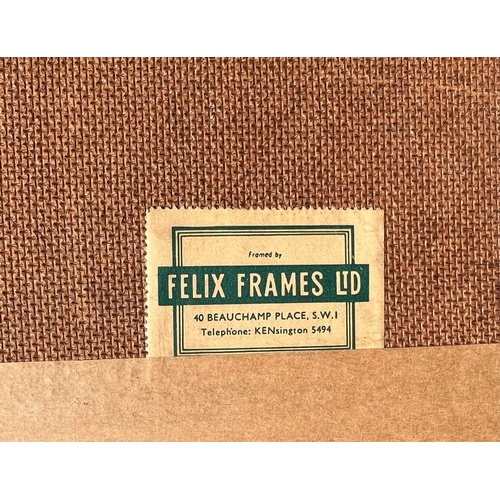 Framed by
FELIX FRAMES LTD
40 BEAUCHAMP PLACE, S.W.1
Telephone: KENsington 5494